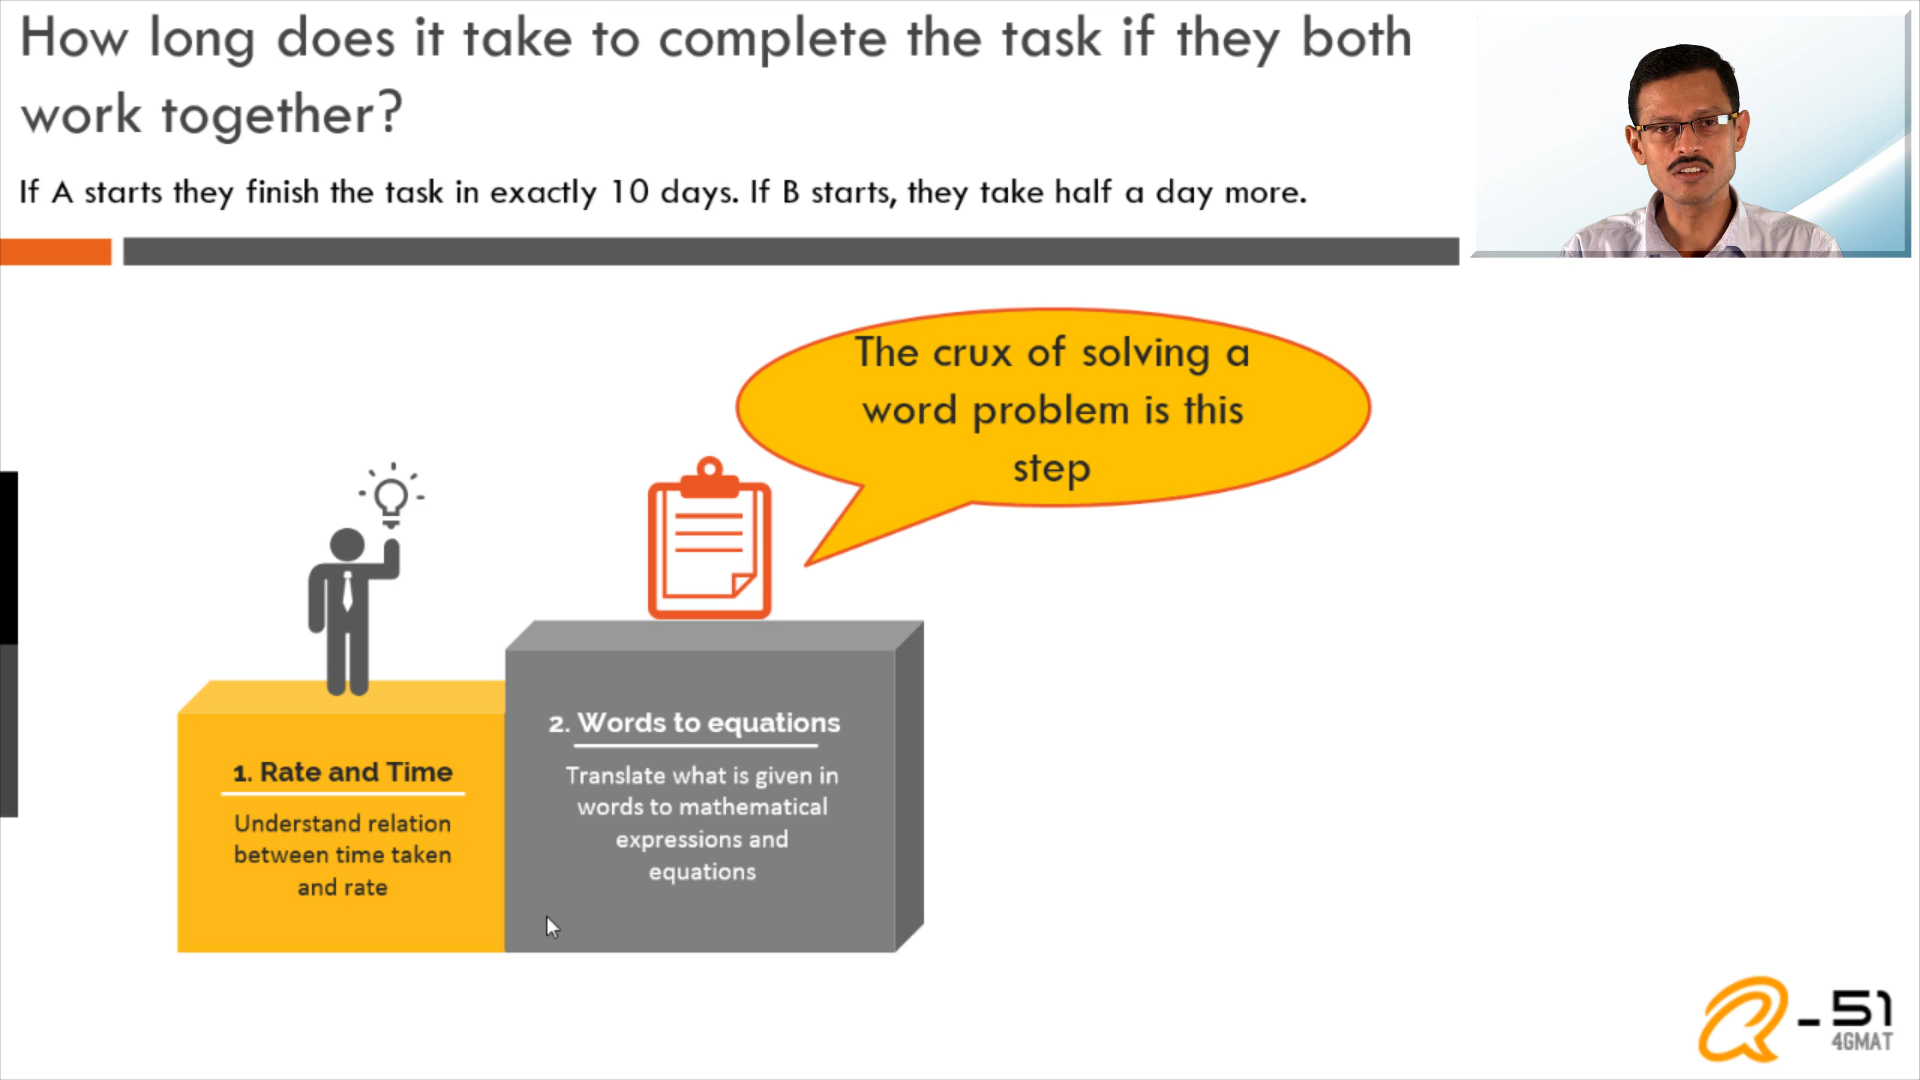 How long does it take to complete the task if they both
work together?
If A starts they finish the task in exactly 10 days. If B starts, they take half a day more.
The crux of solving a
word problem is this
step
1. Rate and Time
Understand relation
between time taken
and rate
2. Words to equations
Translate what is given in
words to mathematical
expressions and
equations
Q-51
4GMAT